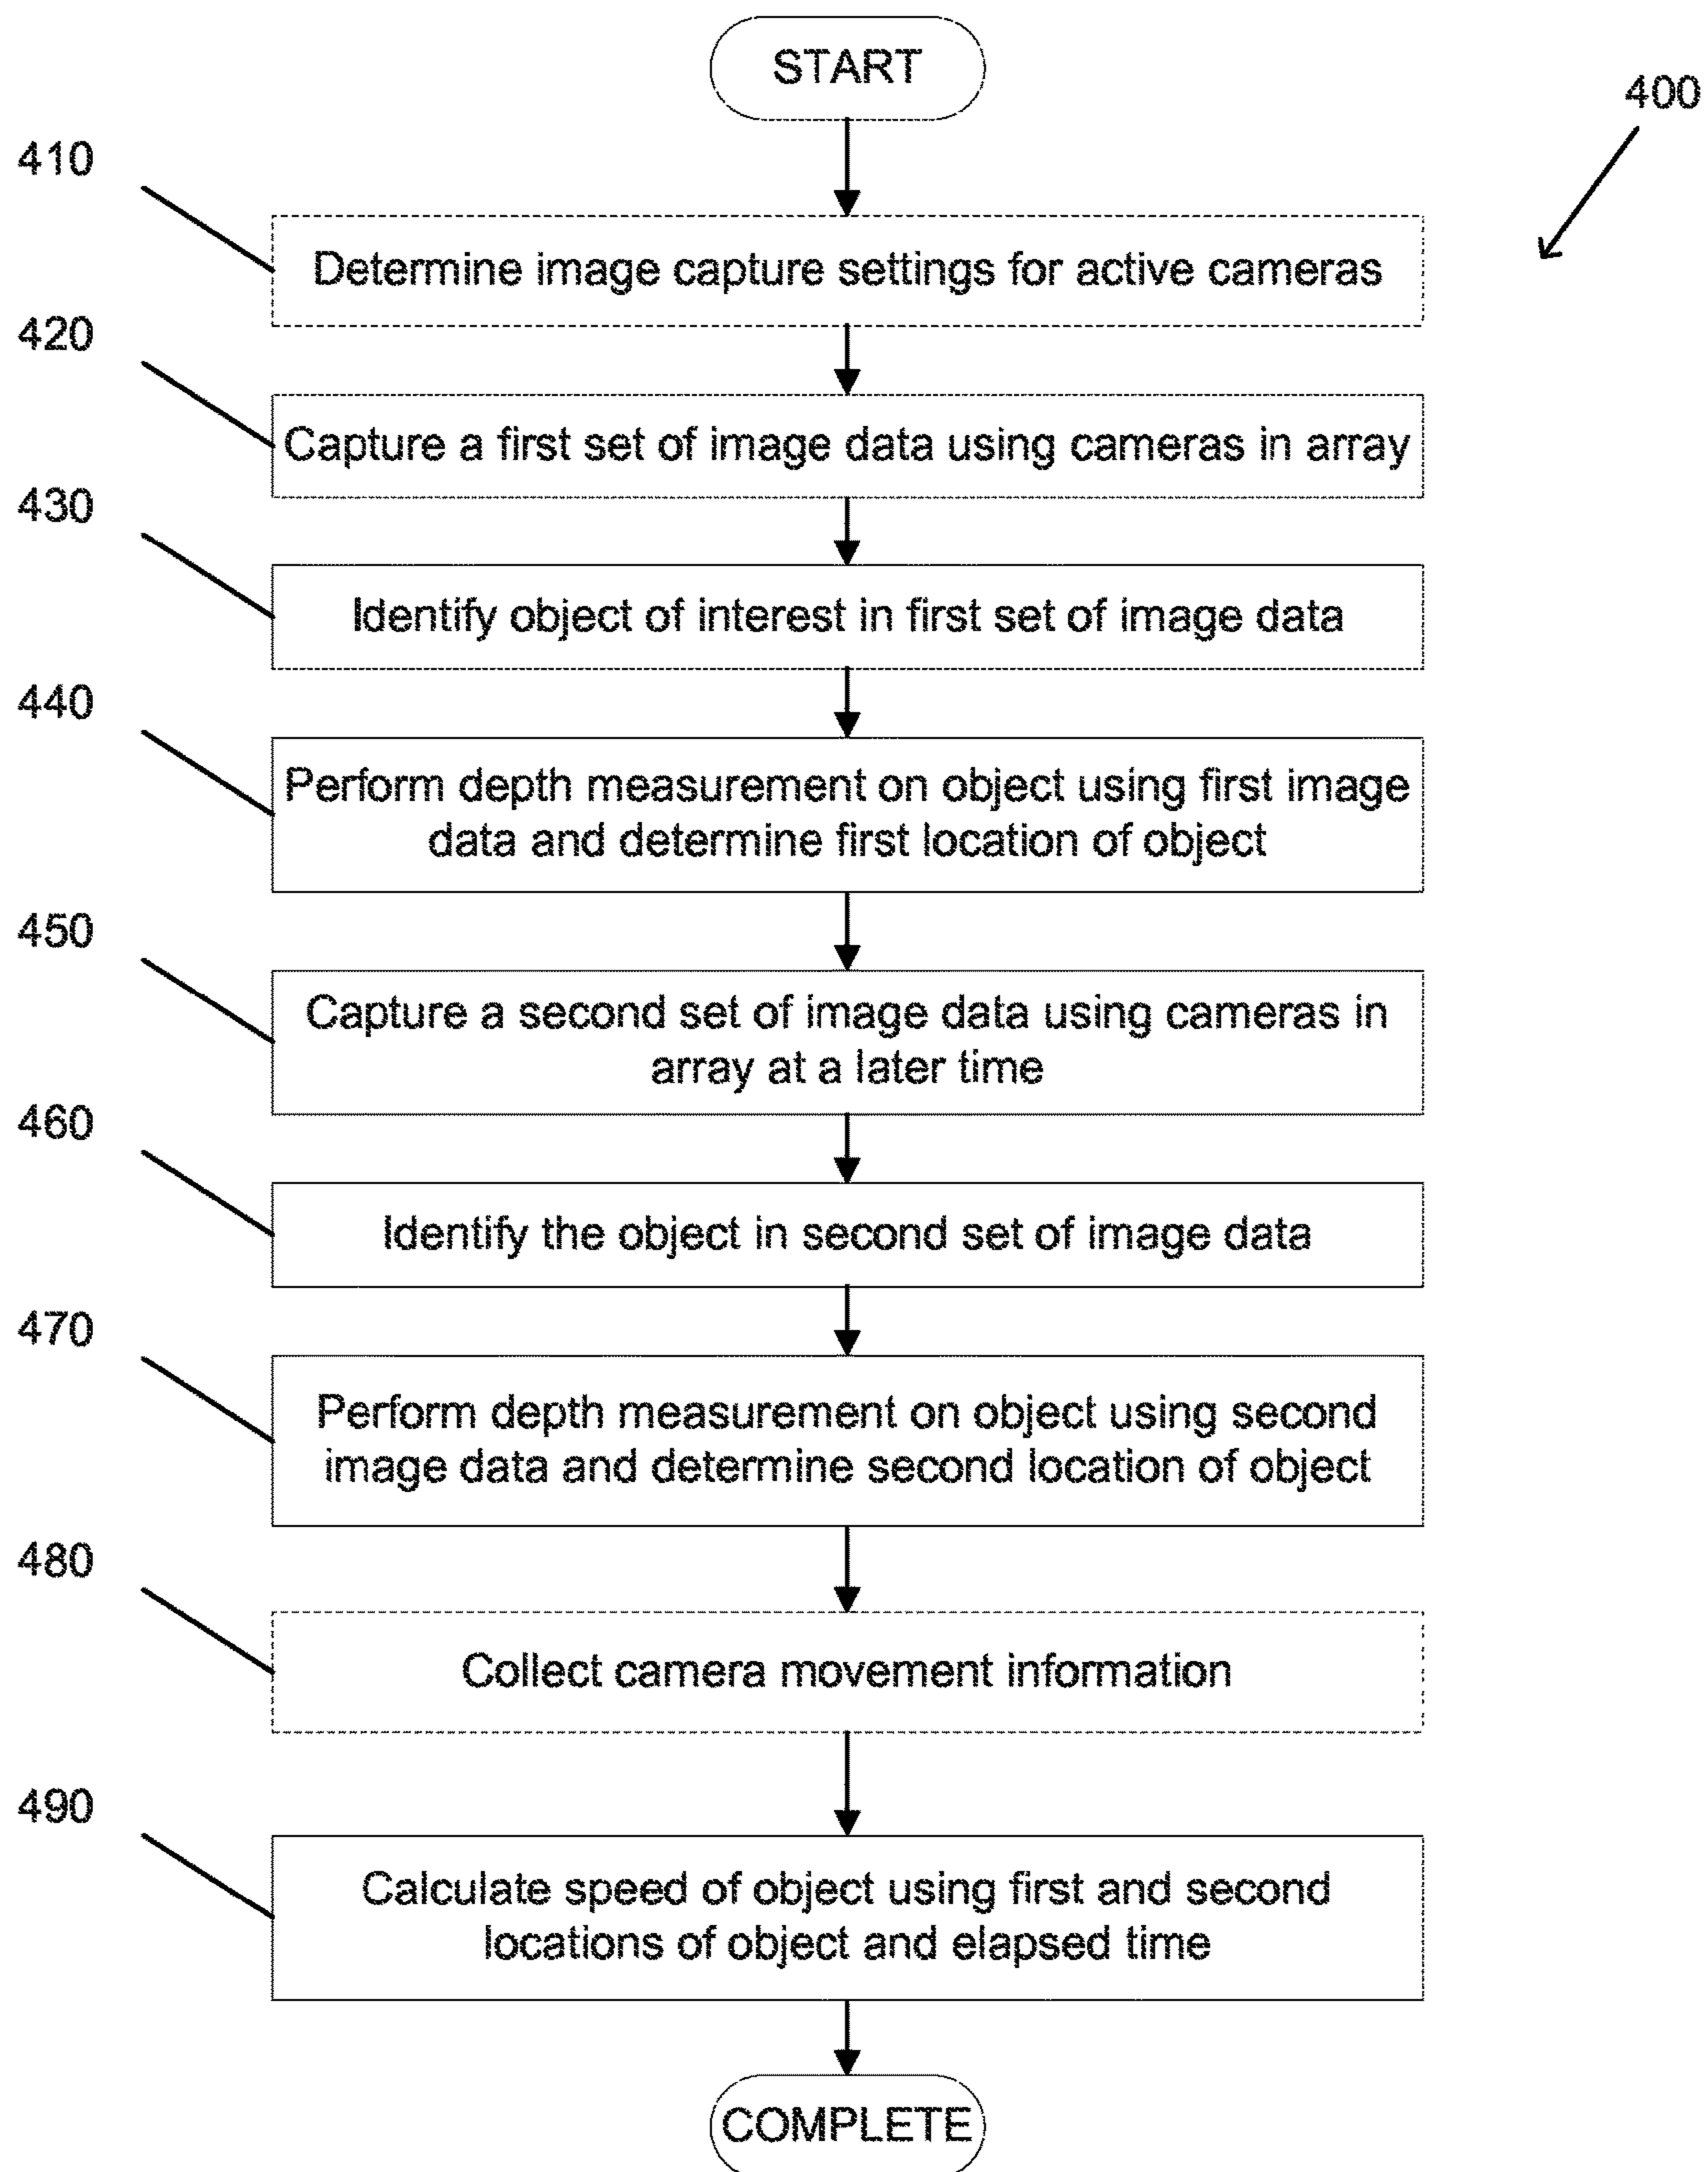 START
400
410
Determine image capture settings for active cameras
420
Capture a first set of image data using cameras in array
430
Identify object of interest in first set of image data
440
Perform depth measurement on object using first image
data and determine first location of object
450
Capture a second set of image data using cameras in
array at a later time
460
Identify the object in second set of image data
470
Perform depth measurement on object using second
image data and determine second location of object
480
Collect camera movement information
490
Calculate speed of object using first and second
locations of object and elapsed time
COMPLETE